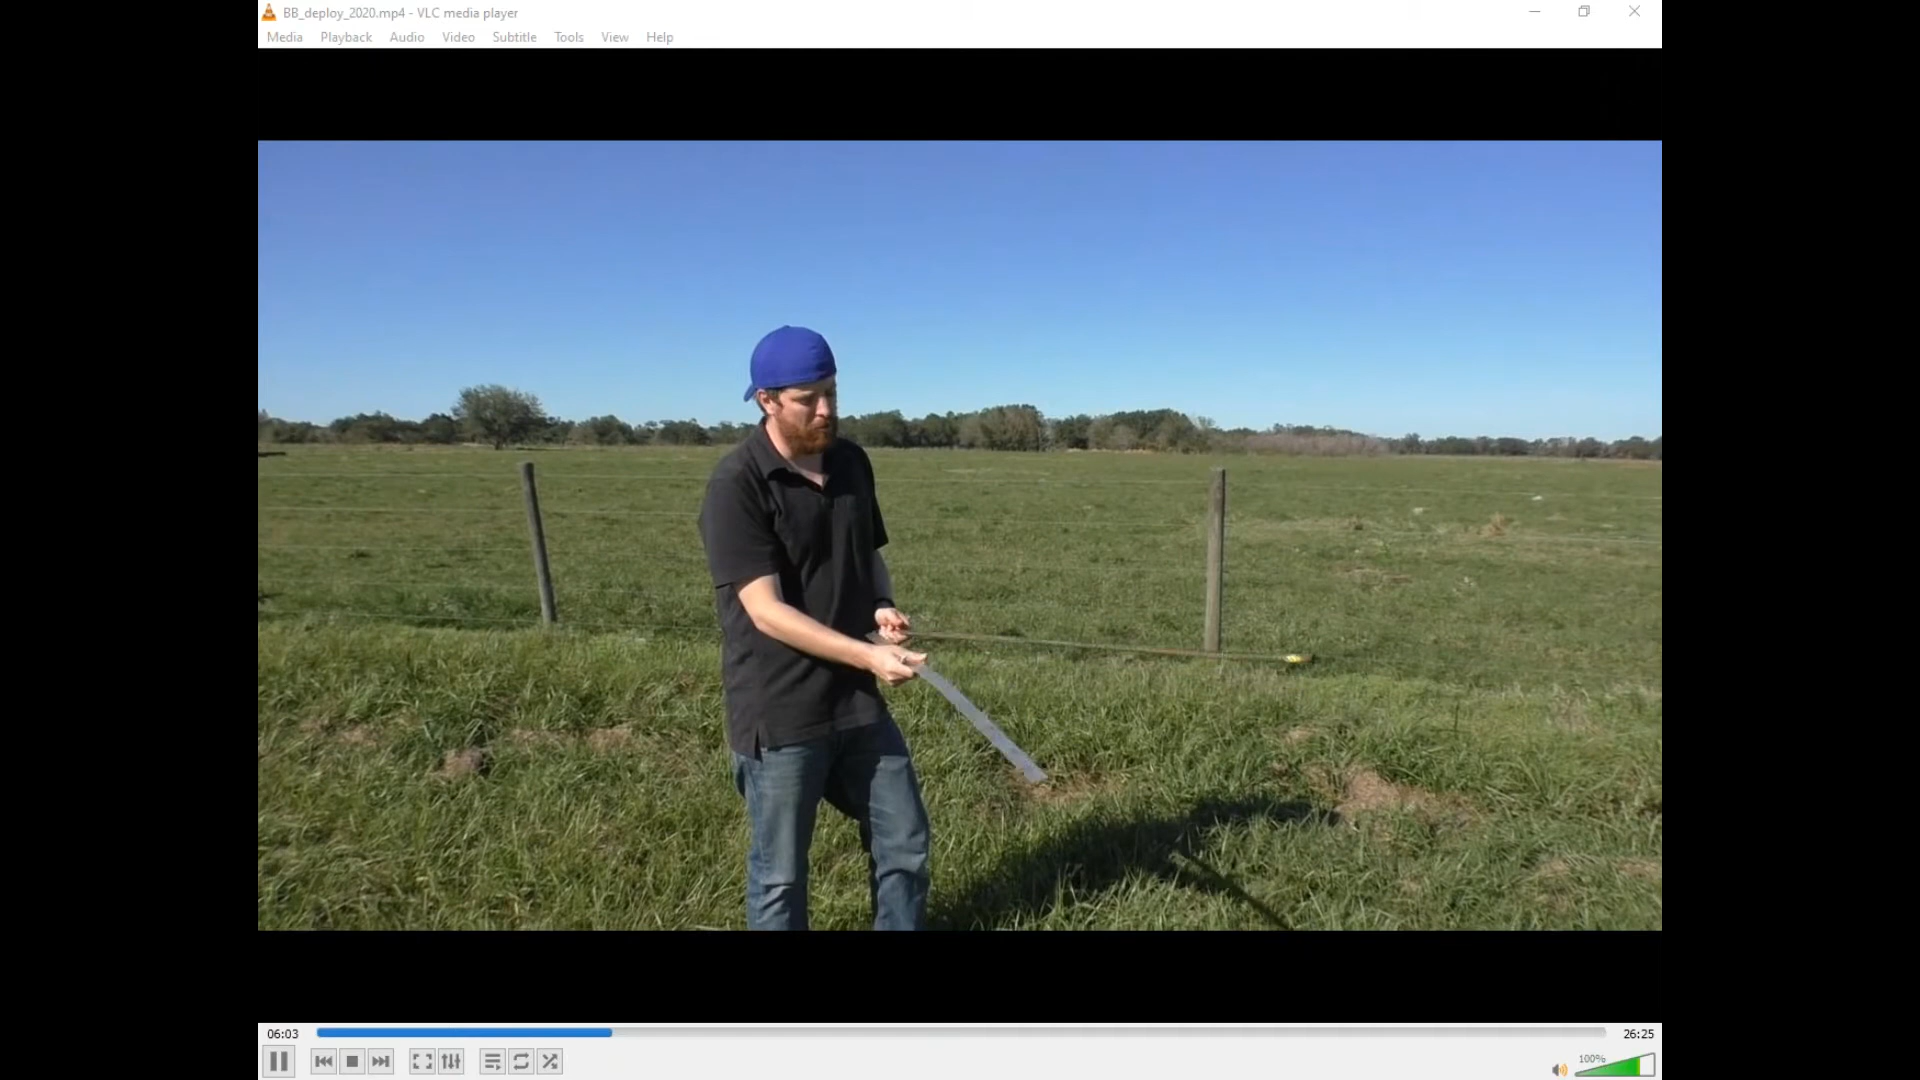 BB_deploy_2020.mp4 - VLC media player
Media Playback Audio Video Subtitle Tools View Help
06:03
26:25
100%